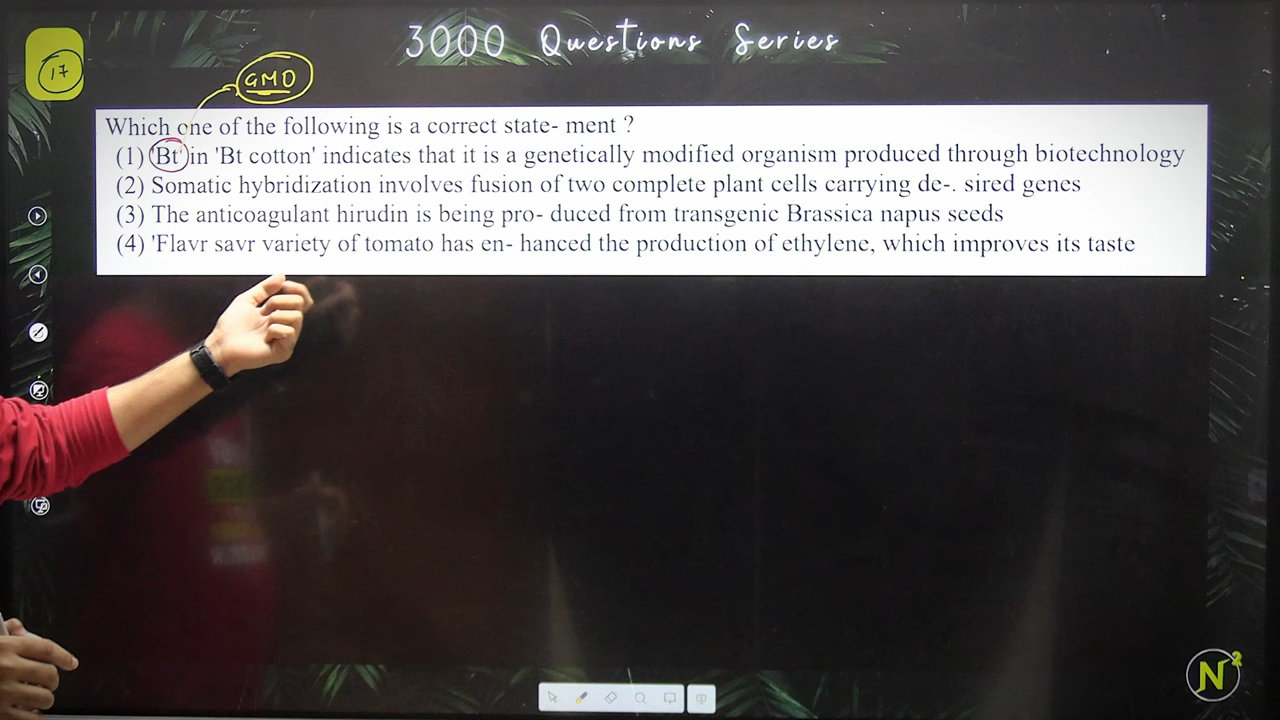 3000 Questions Series
17
GMO
Which one of the following is a correct state- ment ?
(1) 'Bt' in 'Bt cotton' indicates that it is a genetically modified organism produced through biotechnology
(2) Somatic hybridization involves fusion of two complete plant cells carrying de-. sired genes
(3) The anticoagulant hirudin is being pro- duced from transgenic Brassica napus seeds
(4) 'Flavr savr variety of tomato has en- hanced the production of ethylene, which improves its taste
N2